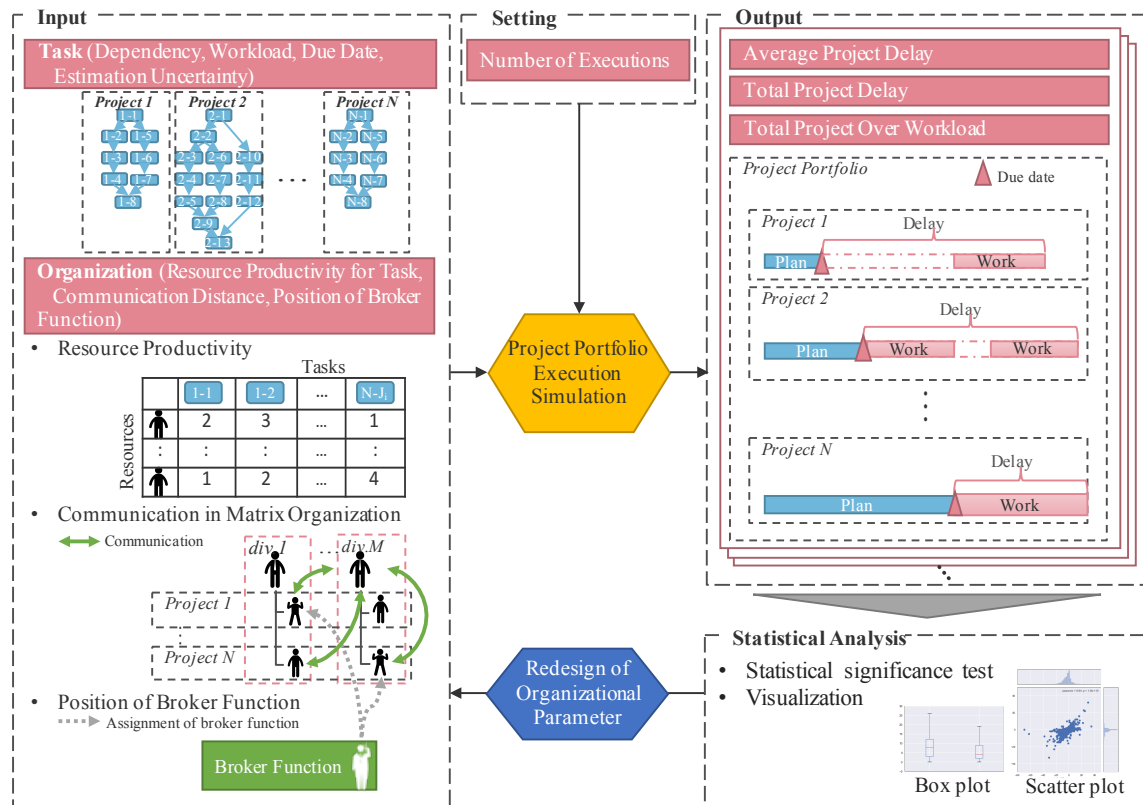 Input
Task (Dependency, Workload, Due Date,
Estimation Uncertainty)
Project 1
Project 2
Project N
1-1
1-2
1-5
1-3
1-6
1-4
1-7
1-8
2-1
2-2
2-3
2-6
2-10
2-4
2-7
2-11
2-5
2-8
2-12
2-9
2-13
...
N-1
N-2
N-5
N-3
N-6
N-4
N-7
N-8
Organization (Resource Productivity for Task,
Communication Distance, Position of Broker
Function)
• Resource Productivity
Tasks
Resources
1-1 1-2 ... N-Ji
2 3 ... 1
: : : :
1 2 ... 4
• Communication in Matrix Organization
Communication
div.1 ... div.M
Project 1
:
Project N
• Position of Broker Function
Assignment of broker function
Broker Function
Setting
Number of Executions
Project Portfolio
Execution
Simulation
Redesign of
Organizational
Parameter
Output
Average Project Delay
Total Project Delay
Total Project Over Workload
Project Portfolio
Due date
Project 1
Delay
Plan
Work
Project 2
Delay
Plan
Work
Work
Project N
Delay
Plan
Work
Statistical Analysis
• Statistical significance test
• Visualization
Box plot
Scatter plot